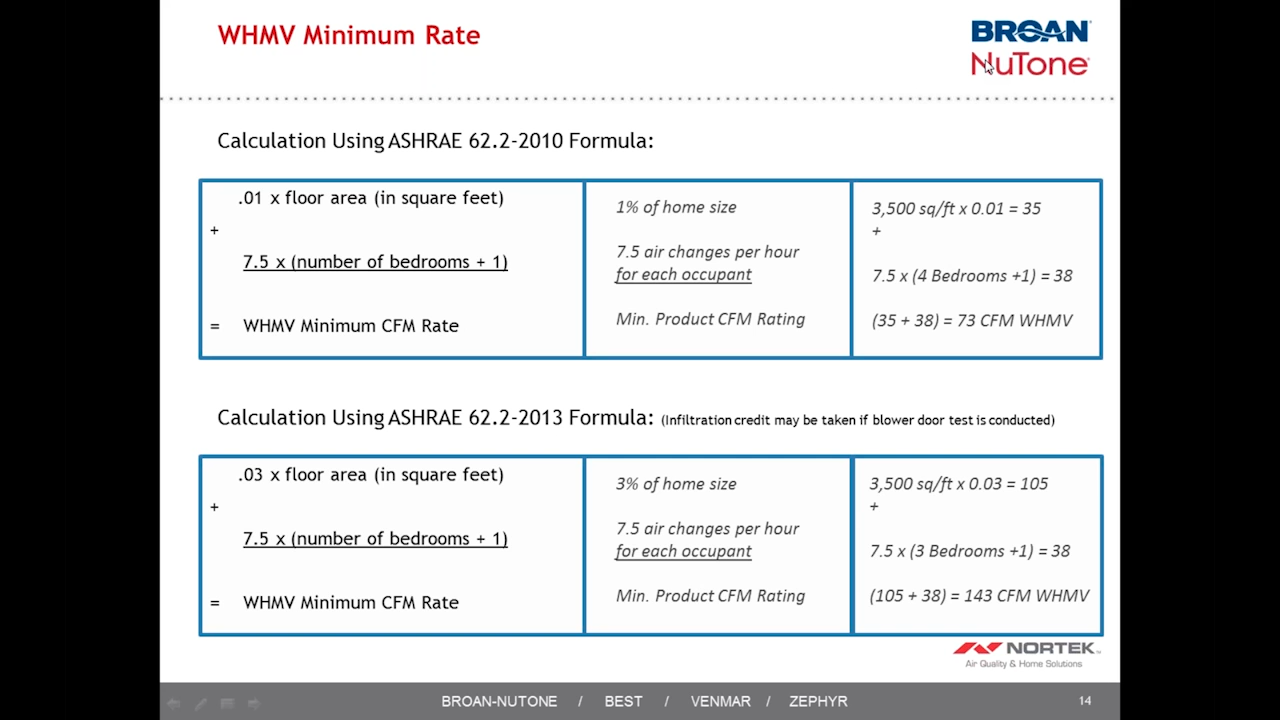 WHMV Minimum Rate
BROAN
NuTone
Calculation Using ASHRAE 62.2-2010 Formula:
.01 x floor area (in square feet)
+
7.5 x (number of bedrooms + 1)
= WHMV Minimum CFM Rate
1% of home size
7.5 air changes per hour
for each occupant
Min. Product CFM Rating
3,500 sq/ft x 0.01 = 35
+
7.5 x (4 Bedrooms +1) = 38
(35 + 38) = 73 CFM WHMV
Calculation Using ASHRAE 62.2-2013 Formula: (Infiltration credit may be taken if blower door test is conducted)
.03 x floor area (in square feet)
+
7.5 x (number of bedrooms + 1)
= WHMV Minimum CFM Rate
3% of home size
7.5 air changes per hour
for each occupant
Min. Product CFM Rating
3,500 sq/ft x 0.03 = 105
+
7.5 x (3 Bedrooms +1) = 38
(105 + 38) = 143 CFM WHMV
NORTEK
Air Quality & Home Solutions
BROAN-NUTONE / BEST / VENMAR / ZEPHYR
14